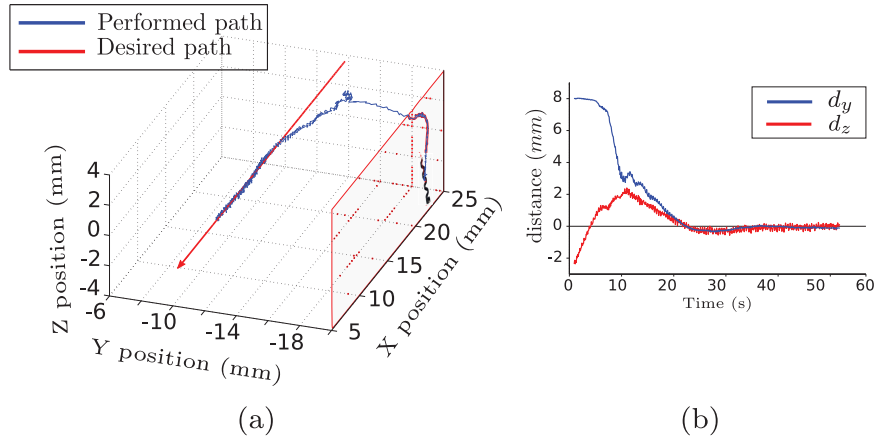 Performed path
Desired path
4
2
0
-2
-4
Z position (mm)
-6
-10
-14
-18
Y position (mm)
5
10
15
20
25
X position (mm)
(a)
d_y
d_z
8
6
4
2
0
-2
distance (mm)
0 10 20 30 40 50 60
Time (s)
(b)